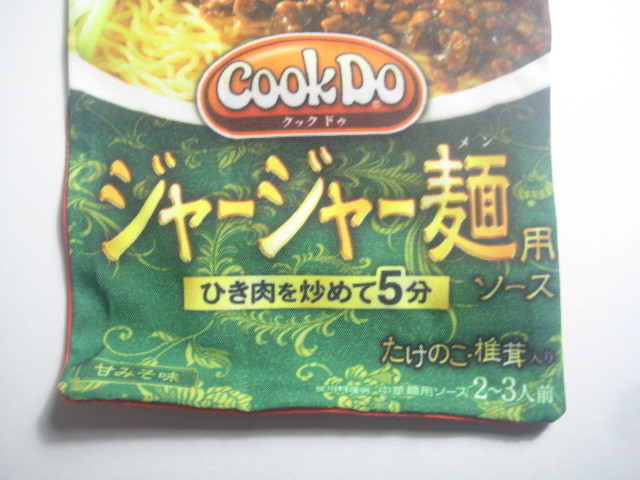 CookDo®
クックドゥ
メン
ジャージャー麺用
ソース
ひき肉を炒めて5分
たけのこ・椎茸入り
甘みそ味
中華麺用ソース 2～3人前